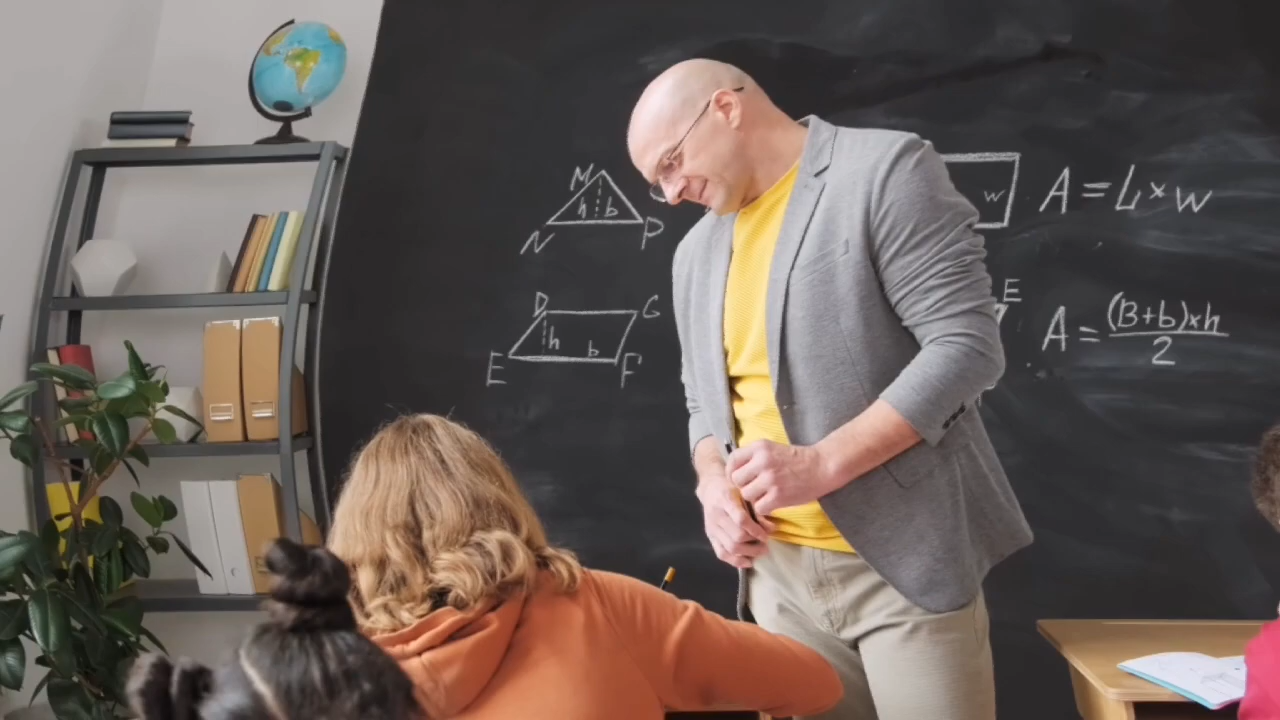 M
h b
N P
w
A = L × w
D G
h b
E F
E
A = (B+b)×h
2